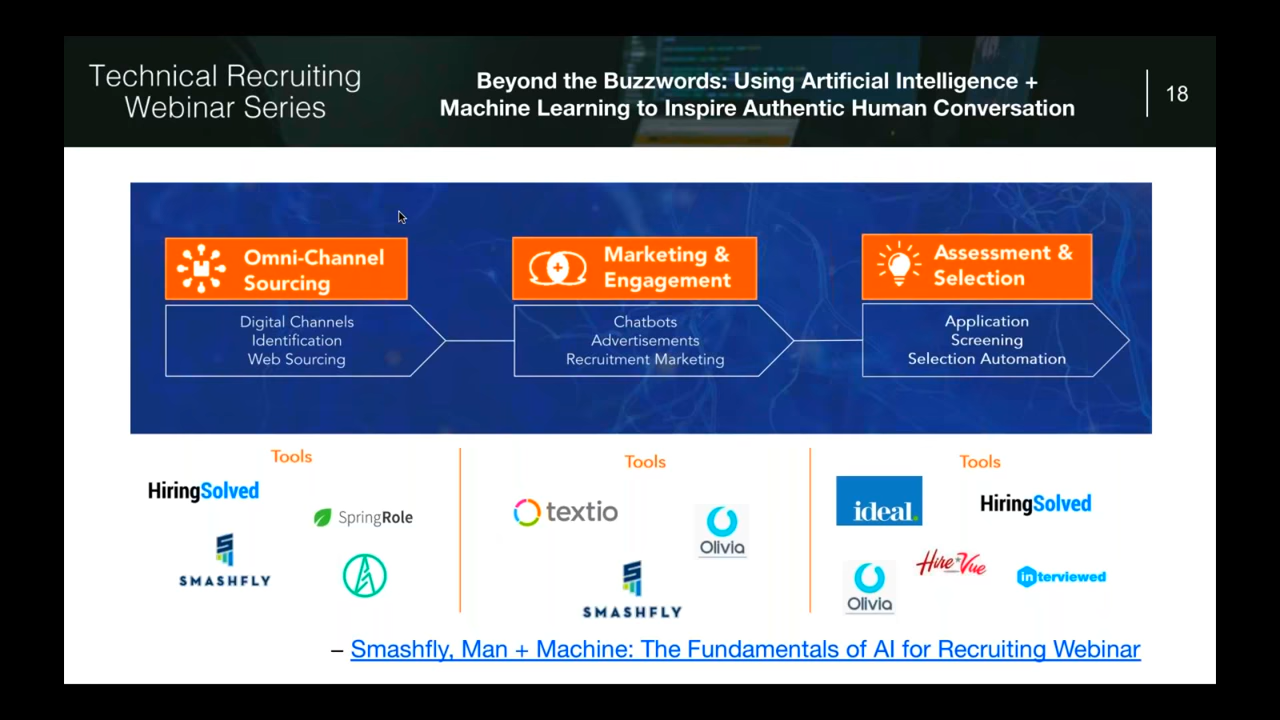 Technical Recruiting
Webinar Series
Beyond the Buzzwords: Using Artificial Intelligence +
Machine Learning to Inspire Authentic Human Conversation
18
Omni-Channel
Sourcing
Digital Channels
Identification
Web Sourcing
Marketing &
Engagement
Chatbots
Advertisements
Recruitment Marketing
Assessment &
Selection
Application
Screening
Selection Automation
Tools
HiringSolved
SpringRole
SMASHFLY
Tools
textio
Olivia
SMASHFLY
Tools
ideal.
HiringSolved
HireVue
Olivia
interviewed
– Smashfly, Man + Machine: The Fundamentals of AI for Recruiting Webinar